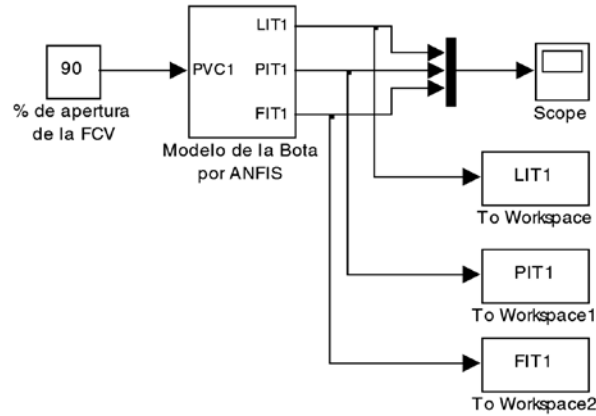 90
% de apertura
de la FCV
PVC1
LIT1
PIT1
FIT1
Modelo de la Bota
por ANFIS
Scope
LIT1
To Workspace
PIT1
To Workspace1
FIT1
To Workspace2